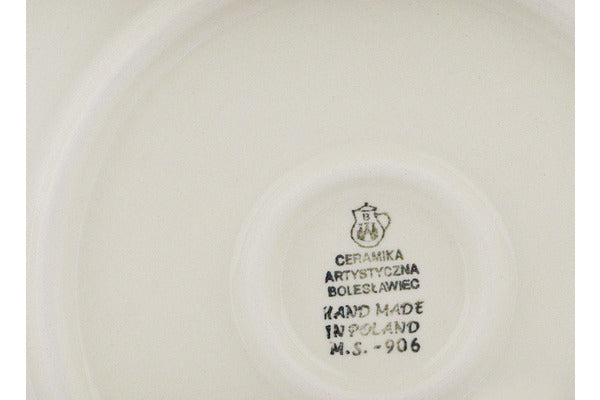 B
CERAMIKA
ARTYSTYCZNA
BOLESŁAWIEC
HAND MADE
IN POLAND
M.S.-906